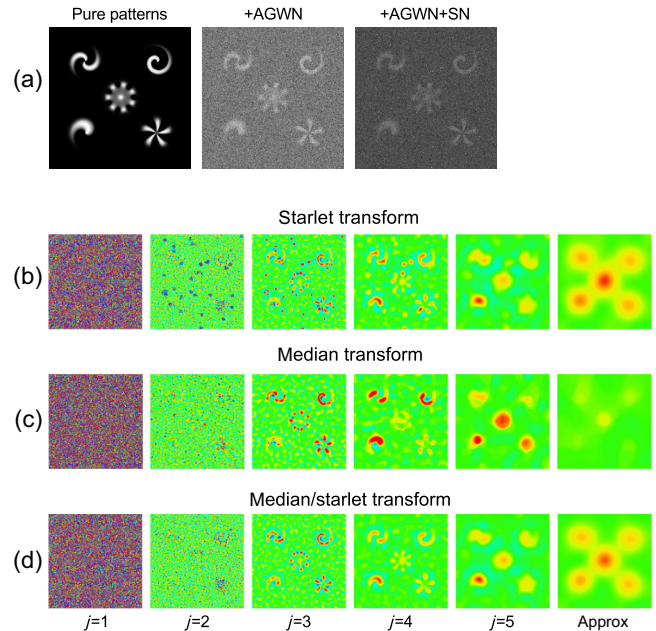 Pure patterns +AGWN +AGWN+SN
(a)
Starlet transform
(b)
Median transform
(c)
Median/starlet transform
(d)
j=1 j=2 j=3 j=4 j=5 Approx